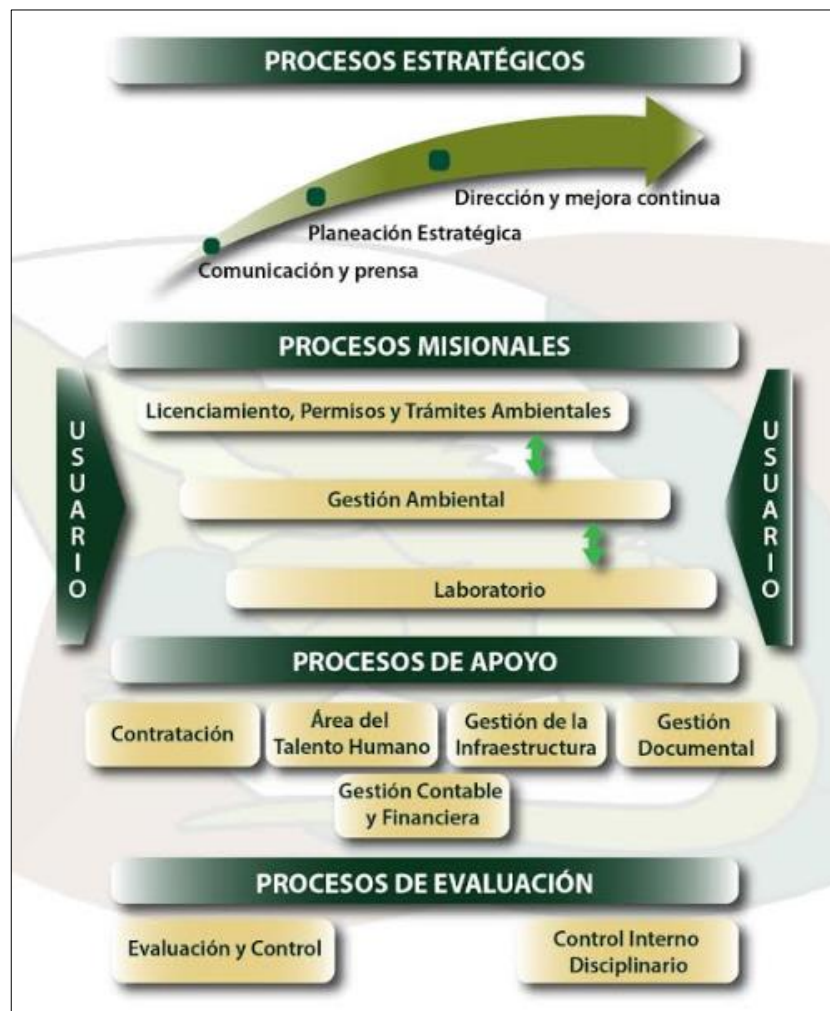 PROCESOS ESTRATÉGICOS
Dirección y mejora continua
Planeación Estratégica
Comunicación y prensa
PROCESOS MISIONALES
USUARIO
Licenciamiento, Permisos y Trámites Ambientales
Gestión Ambiental
Laboratorio
USUARIO
PROCESOS DE APOYO
Contratación
Área del
Talento Humano
Gestión de la
Infraestructura
Gestión
Documental
Gestión Contable
y Financiera
PROCESOS DE EVALUACIÓN
Evaluación y Control
Control Interno
Disciplinario